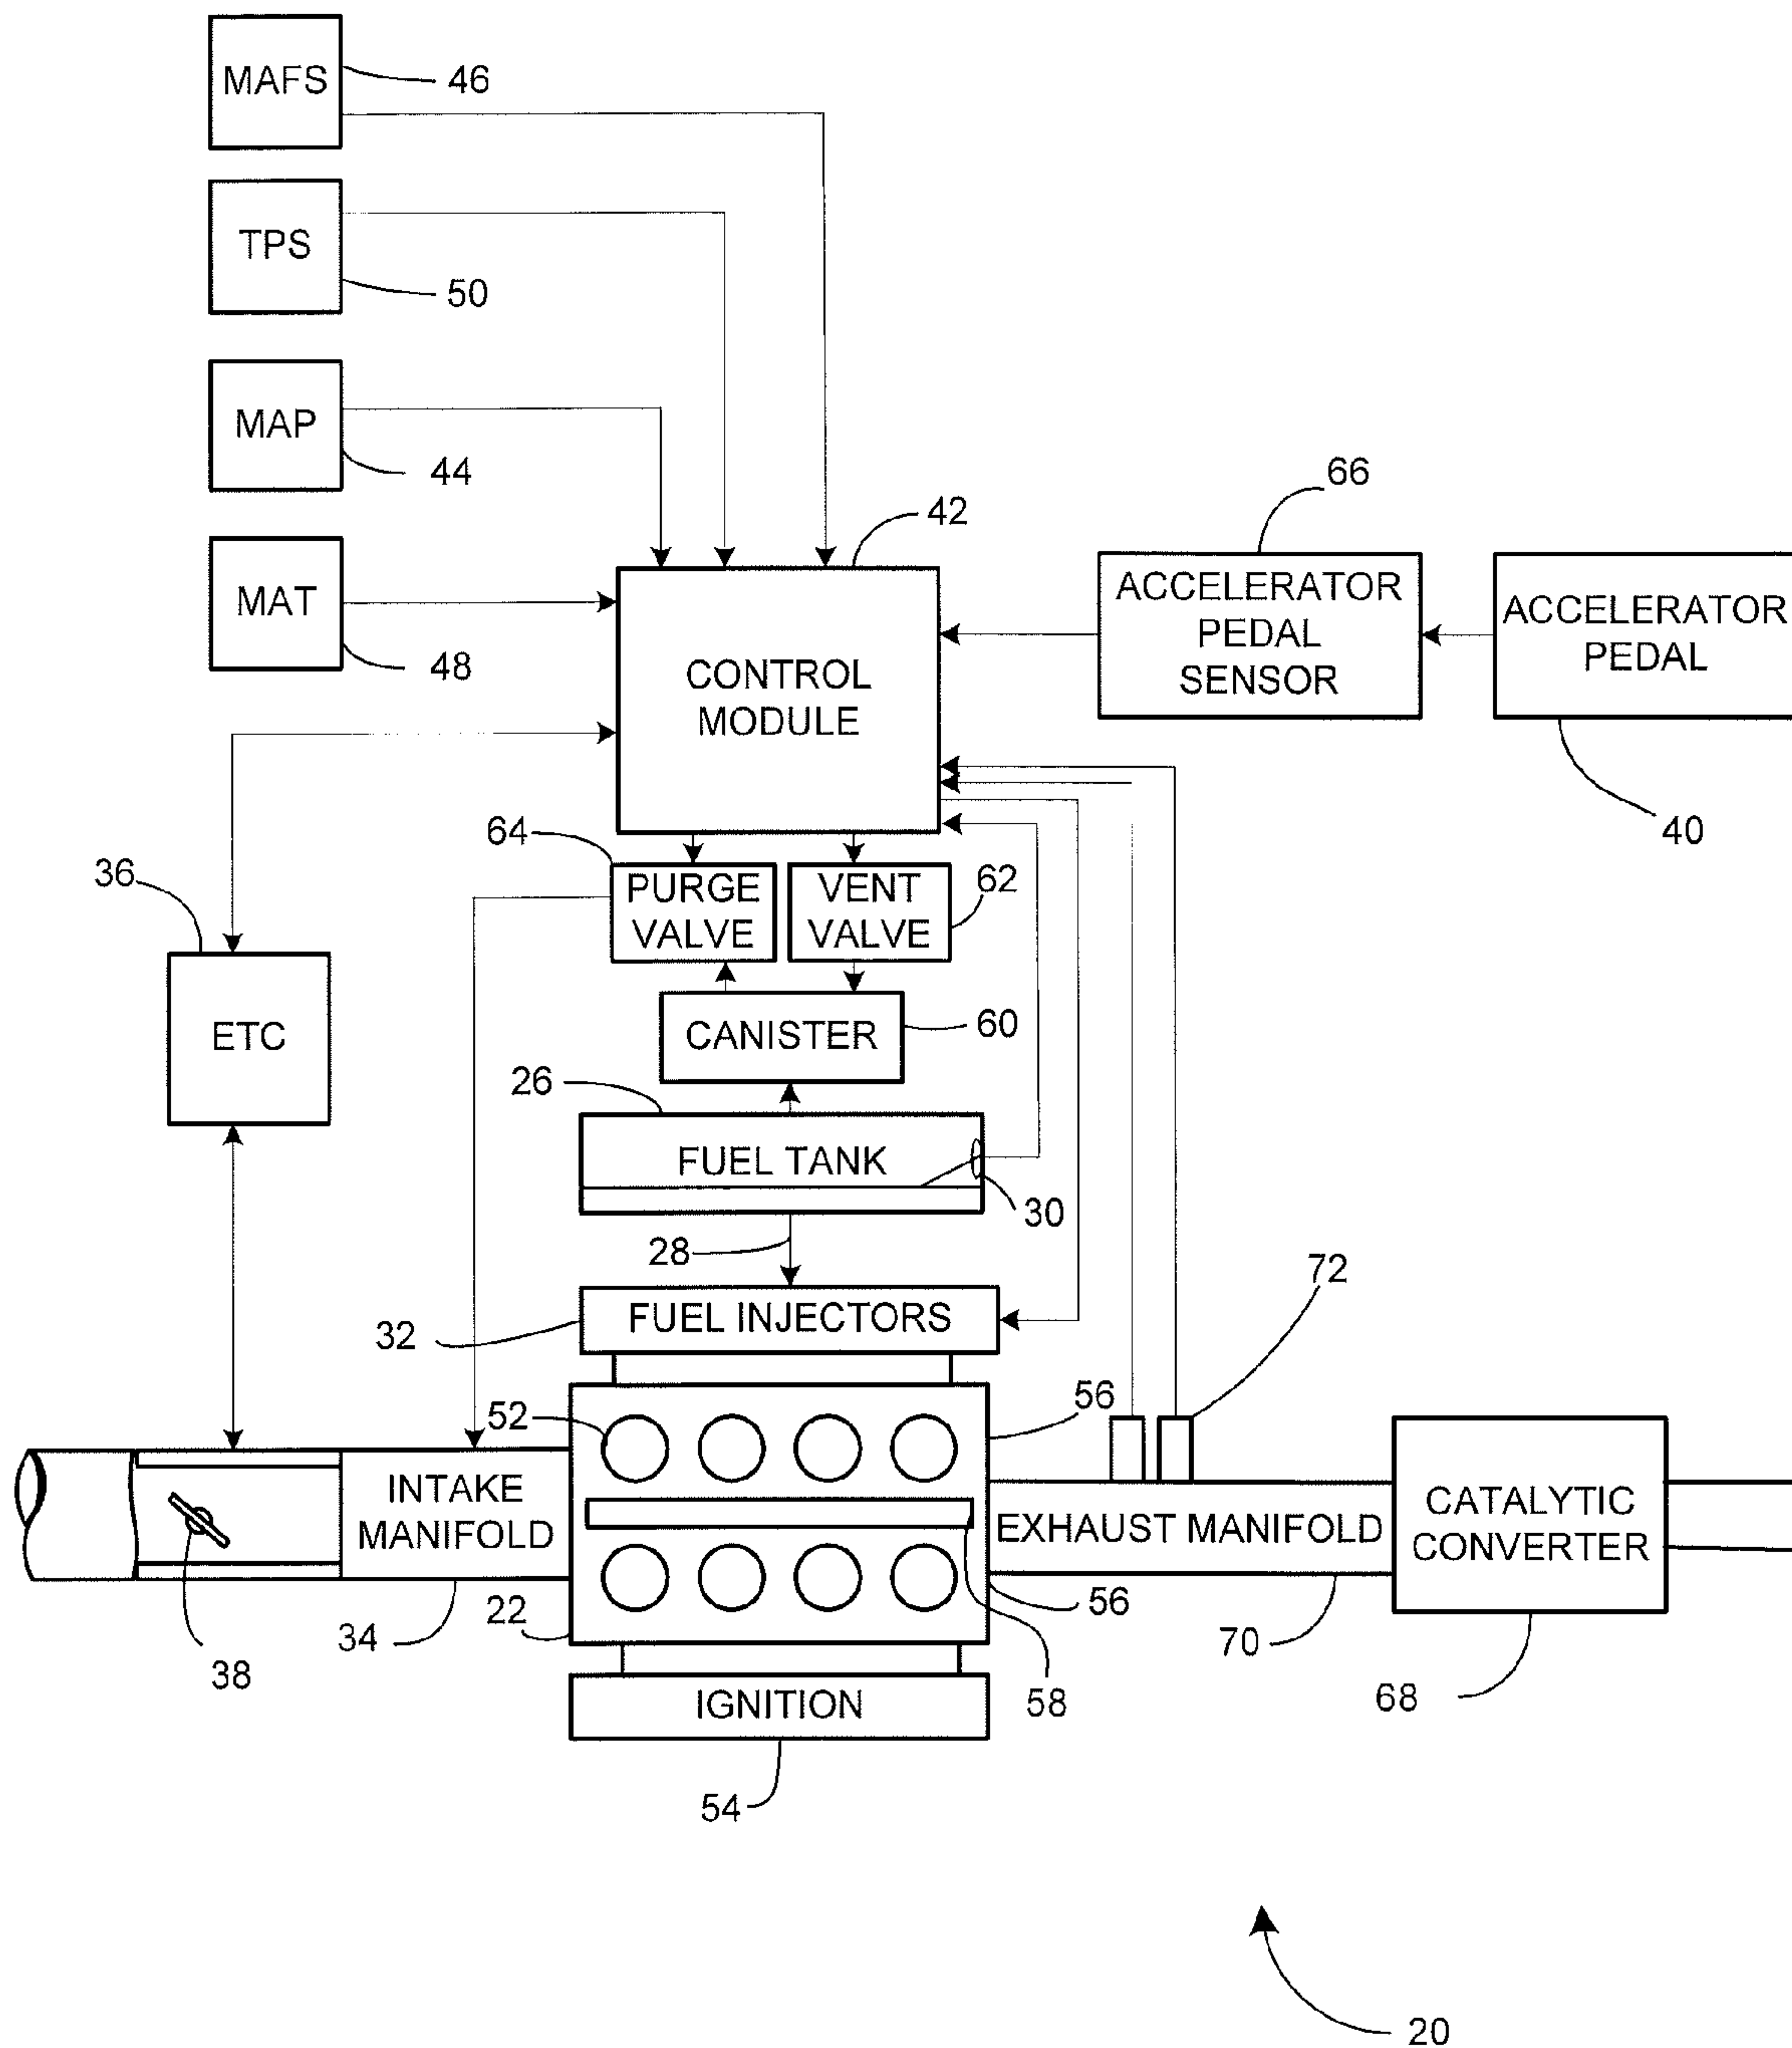 MAFS
46
TPS
50
MAP
44
MAT
48
42
66
CONTROL
MODULE
ACCELERATOR
PEDAL
SENSOR
ACCELERATOR
PEDAL
40
64
36
PURGE
VALVE
VENT
VALVE
62
ETC
CANISTER
60
26
FUEL TANK
30
28
72
FUEL INJECTORS
32
52
56
INTAKE
MANIFOLD
EXHAUST MANIFOLD
CATALYTIC
CONVERTER
38
34
22
56
58
70
68
IGNITION
54
20